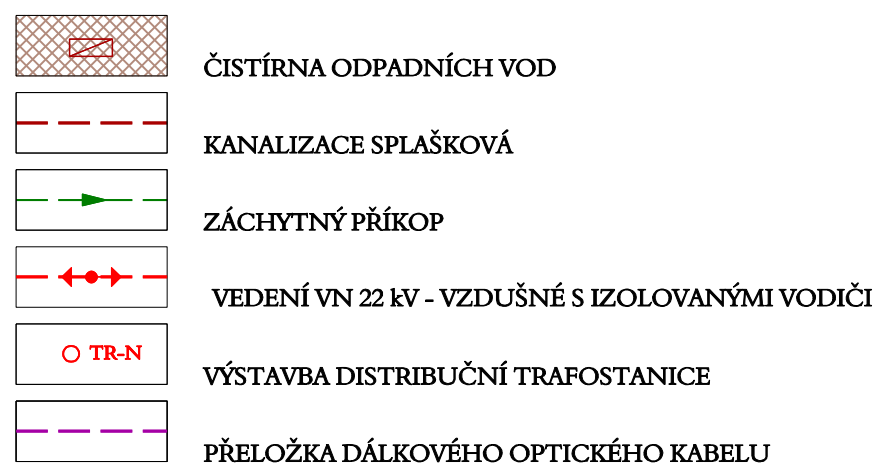 ČISTÍRNA ODPADNÍCH VOD
KANALIZACE SPLAŠKOVÁ
ZÁCHYTNÝ PŘÍKOP
VEDENÍ VN 22 kV - VZDUŠNÉ S IZOLOVANÝMI VODIČI
TR-N
VÝSTAVBA DISTRIBUČNÍ TRAFOSTANICE
PŘELOŽKA DÁLKOVÉHO OPTICKÉHO KABELU